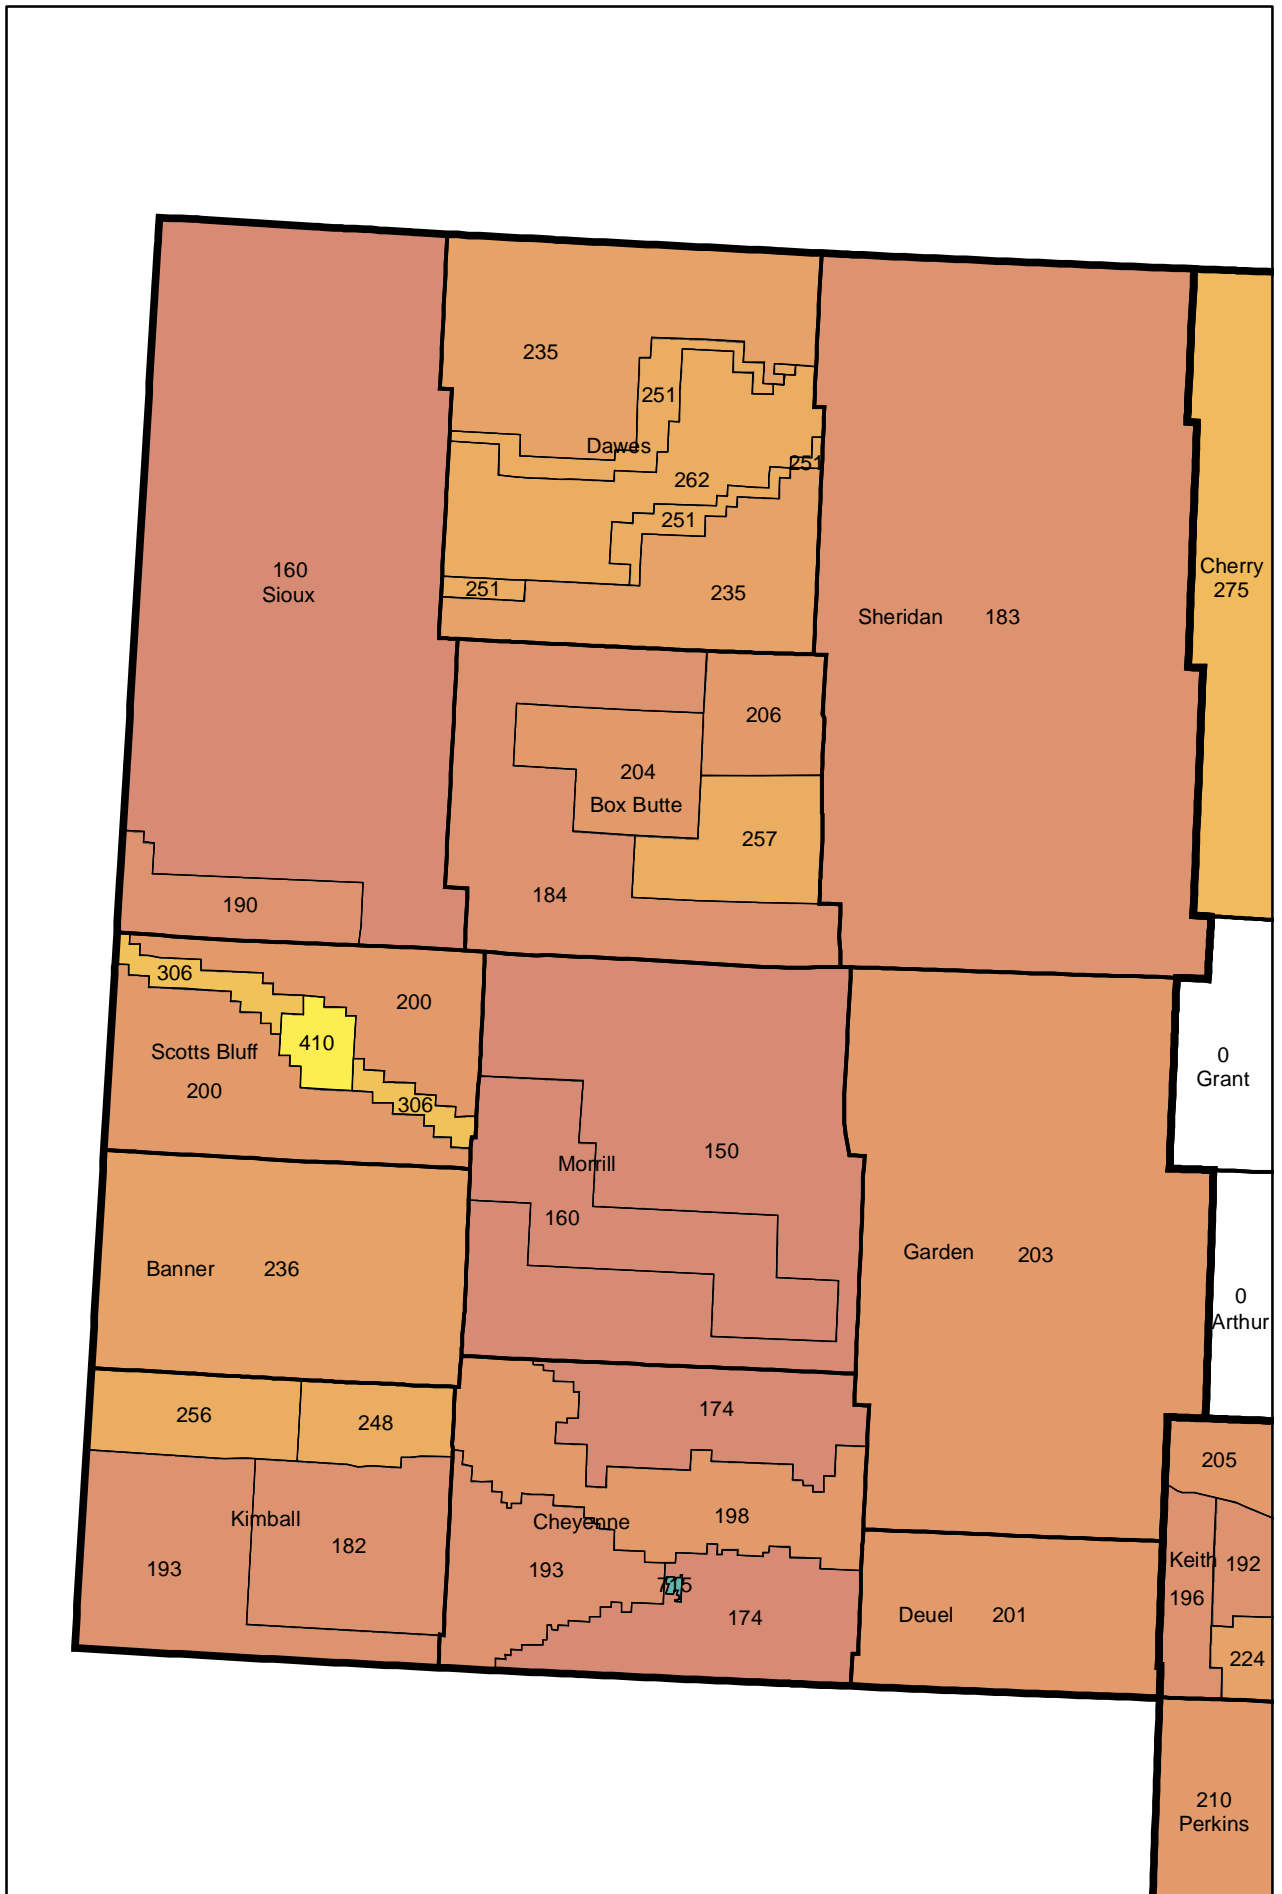 235
251
Dawes
251
262
251
160
Sioux
251
235
Sheridan 183
Cherry
275
206
204
Box Butte
257
184
190
306
200
410
Scotts Bluff
200
306
0
Grant
150
Morrill
160
Banner 236
Garden 203
0
Arthur
256
248
174
205
198
Kimball
Cheyenne
182
193
193
715
174
Keith
192
196
Deuel 201
224
210
Perkins